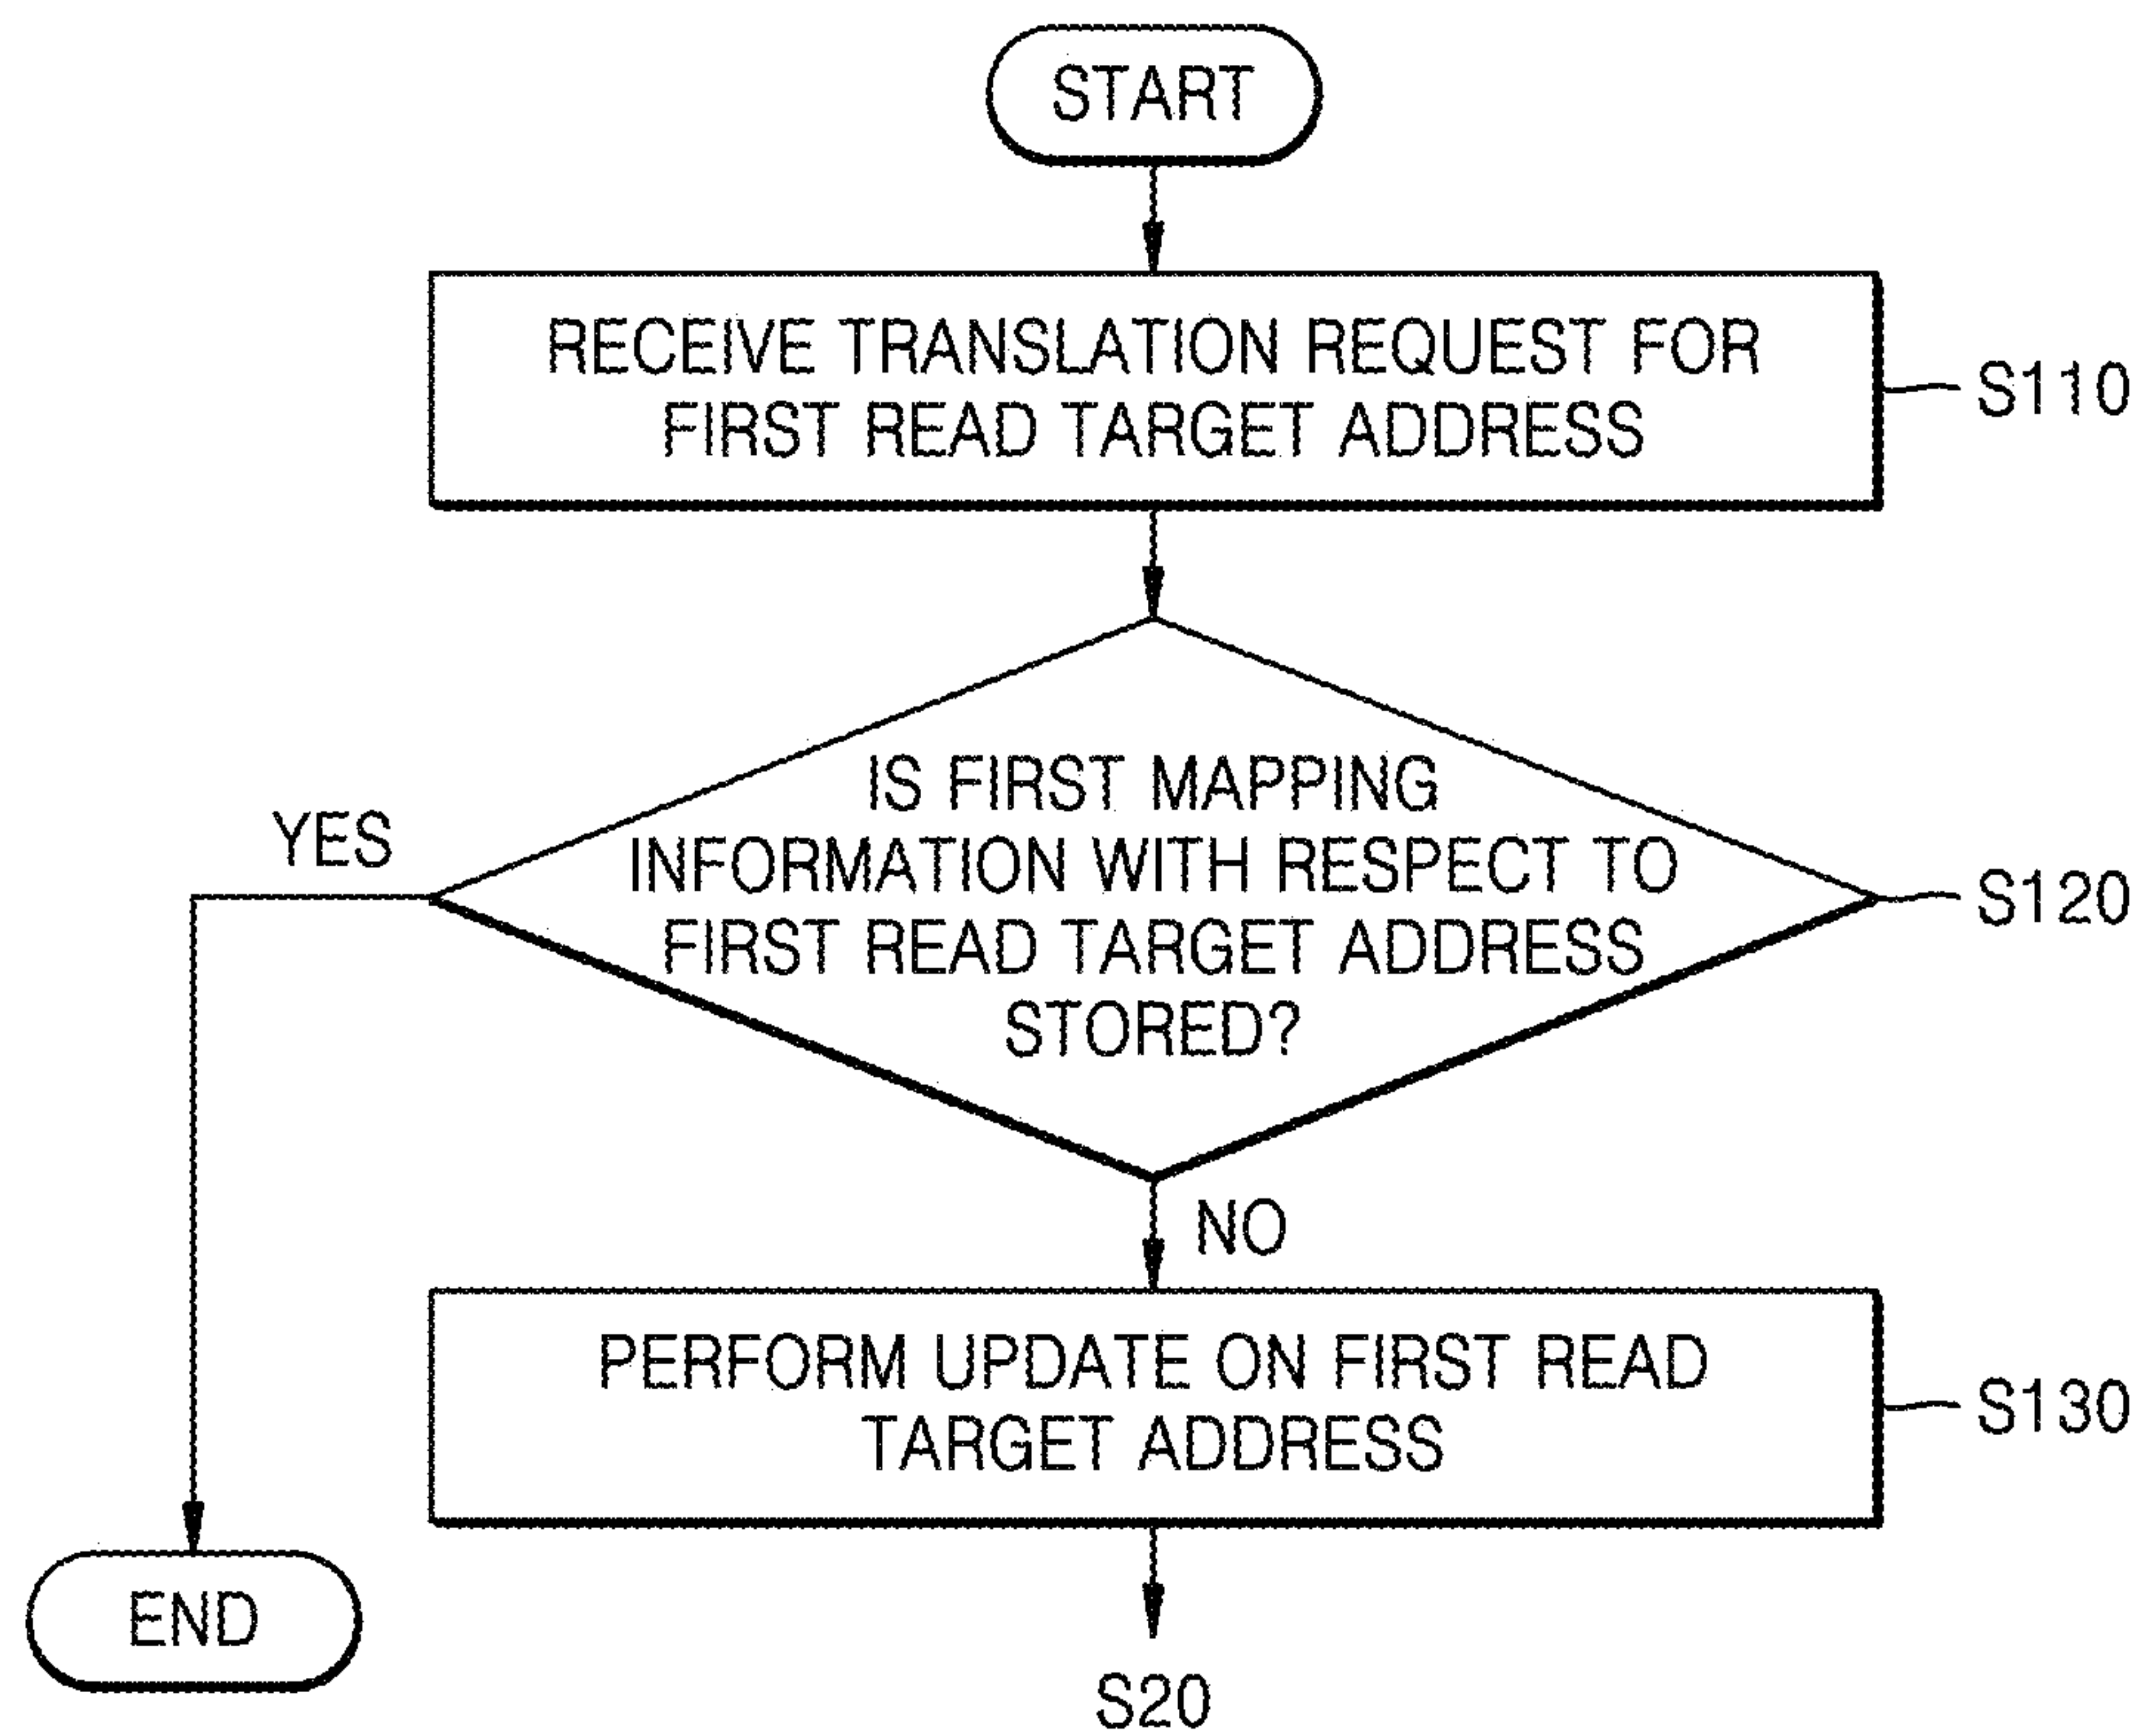 START
RECEIVE TRANSLATION REQUEST FOR
FIRST READ TARGET ADDRESS
S110
IS FIRST MAPPING
INFORMATION WITH RESPECT TO
FIRST READ TARGET ADDRESS
STORED?
S120
YES
NO
PERFORM UPDATE ON FIRST READ
TARGET ADDRESS
S130
END
S20